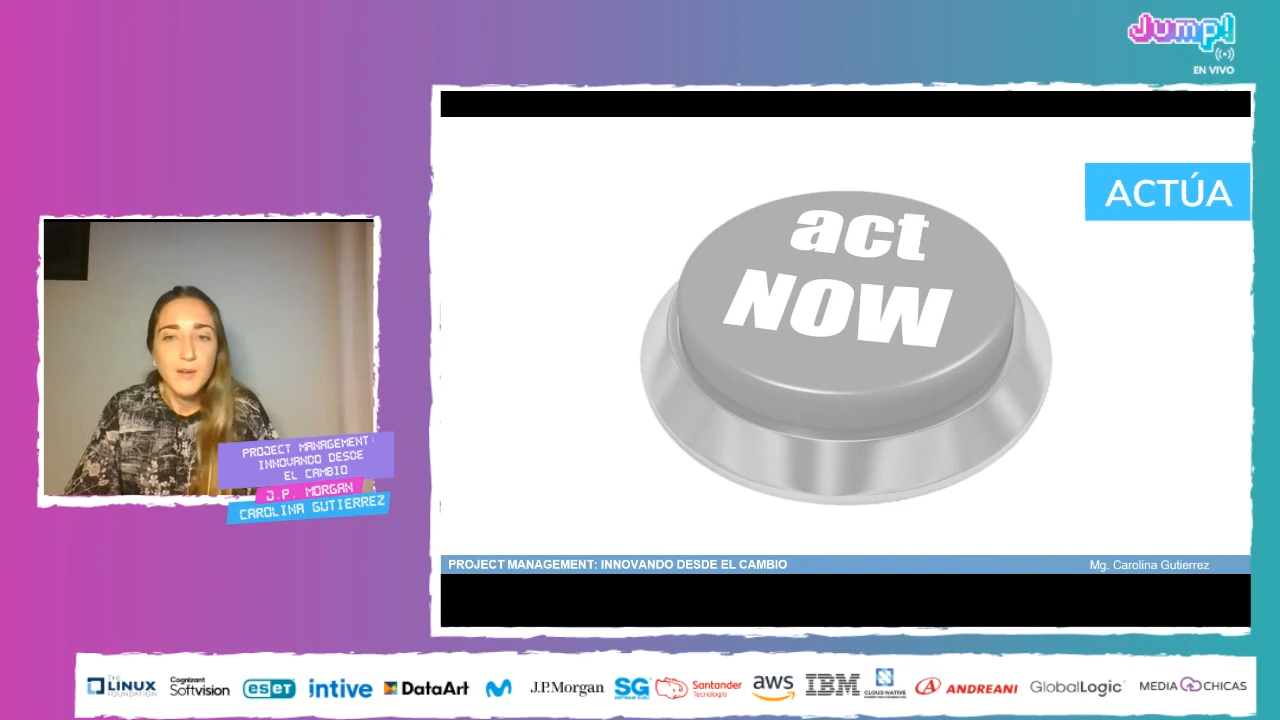 Jump!
EN VIVO
ACTÚA
act
NOW
PROJECT MANAGEMENT:
INNOVANDO DESDE
EL CAMBIO
J.P. MORGAN
CAROLINA GUTIERREZ
PROJECT MANAGEMENT: INNOVANDO DESDE EL CAMBIO
Mg. Carolina Gutierrez
THE LINUX FOUNDATION
Cognizant Softvision
eset
intive
DataArt
J.P.Morgan
SG
Santander Tecnología
aws
IBM
CLOUD NATIVE
ANDREANI
GlobalLogic
MEDIA CHICAS